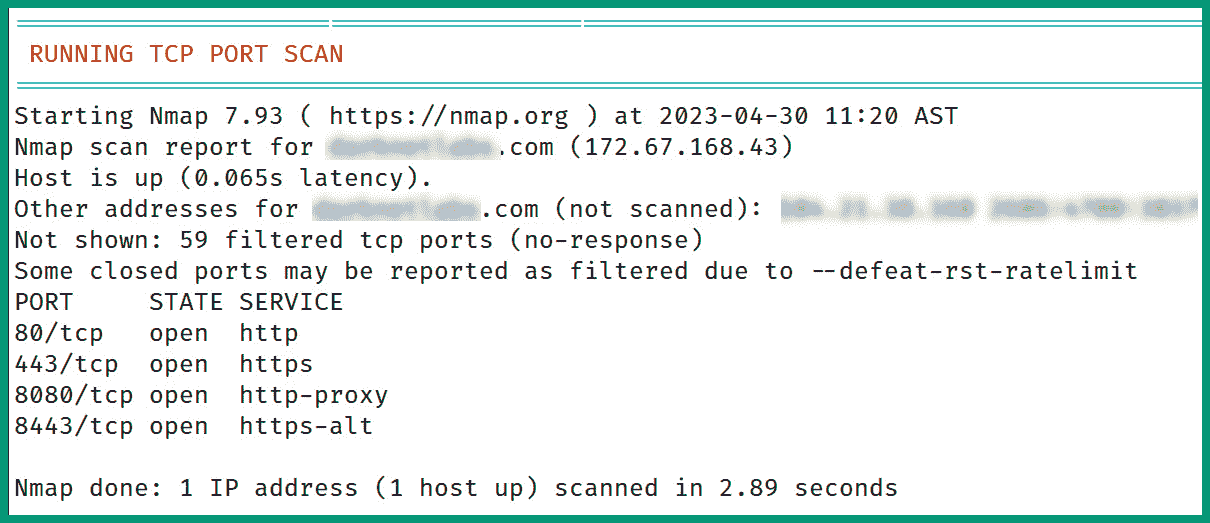 RUNNING TCP PORT SCAN
Starting Nmap 7.93 ( https://nmap.org ) at 2023-04-30 11:20 AST
Nmap scan report for .com (172.67.168.43)
Host is up (0.065s latency).
Other addresses for .com (not scanned):
Not shown: 59 filtered tcp ports (no-response)
Some closed ports may be reported as filtered due to --defeat-rst-ratelimit
PORT STATE SERVICE
80/tcp open http
443/tcp open https
8080/tcp open http-proxy
8443/tcp open https-alt
Nmap done: 1 IP address (1 host up) scanned in 2.89 seconds